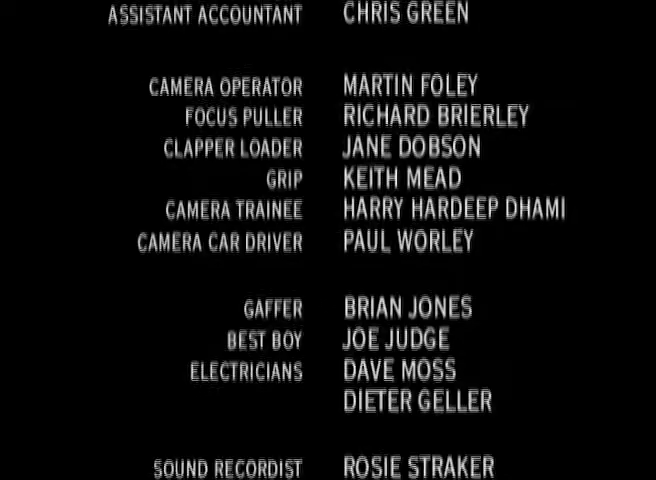 ASSISTANT ACCOUNTANT CHRIS GREEN
CAMERA OPERATOR MARTIN FOLEY
FOCUS PULLER RICHARD BRIERLEY
CLAPPER LOADER JANE DOBSON
GRIP KEITH MEAD
CAMERA TRAINEE HARRY HARDEEP DHAMI
CAMERA CAR DRIVER PAUL WORLEY
GAFFER BRIAN JONES
BEST BOY JOE JUDGE
ELECTRICIANS DAVE MOSS
DIETER GELLER
SOUND RECORDIST ROSIE STRAKER